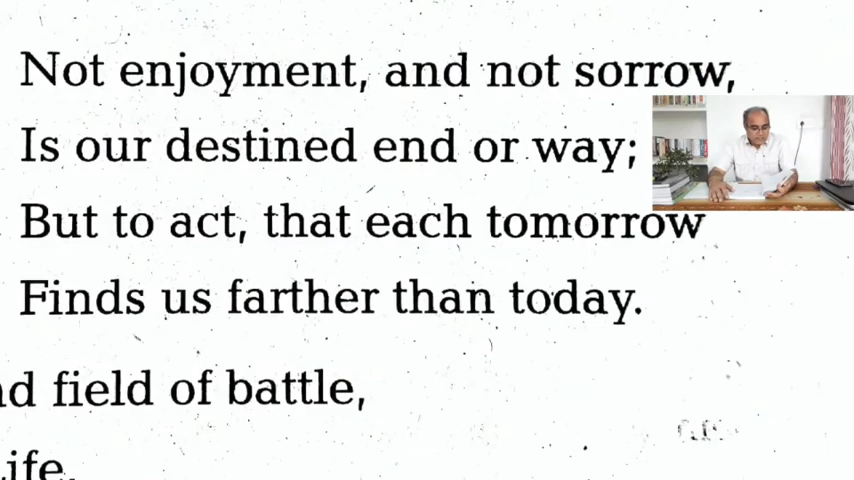 Not enjoyment, and not sorrow,
Is our destined end or way;
But to act, that each tomorrow
Finds us farther than today.
field of battle,